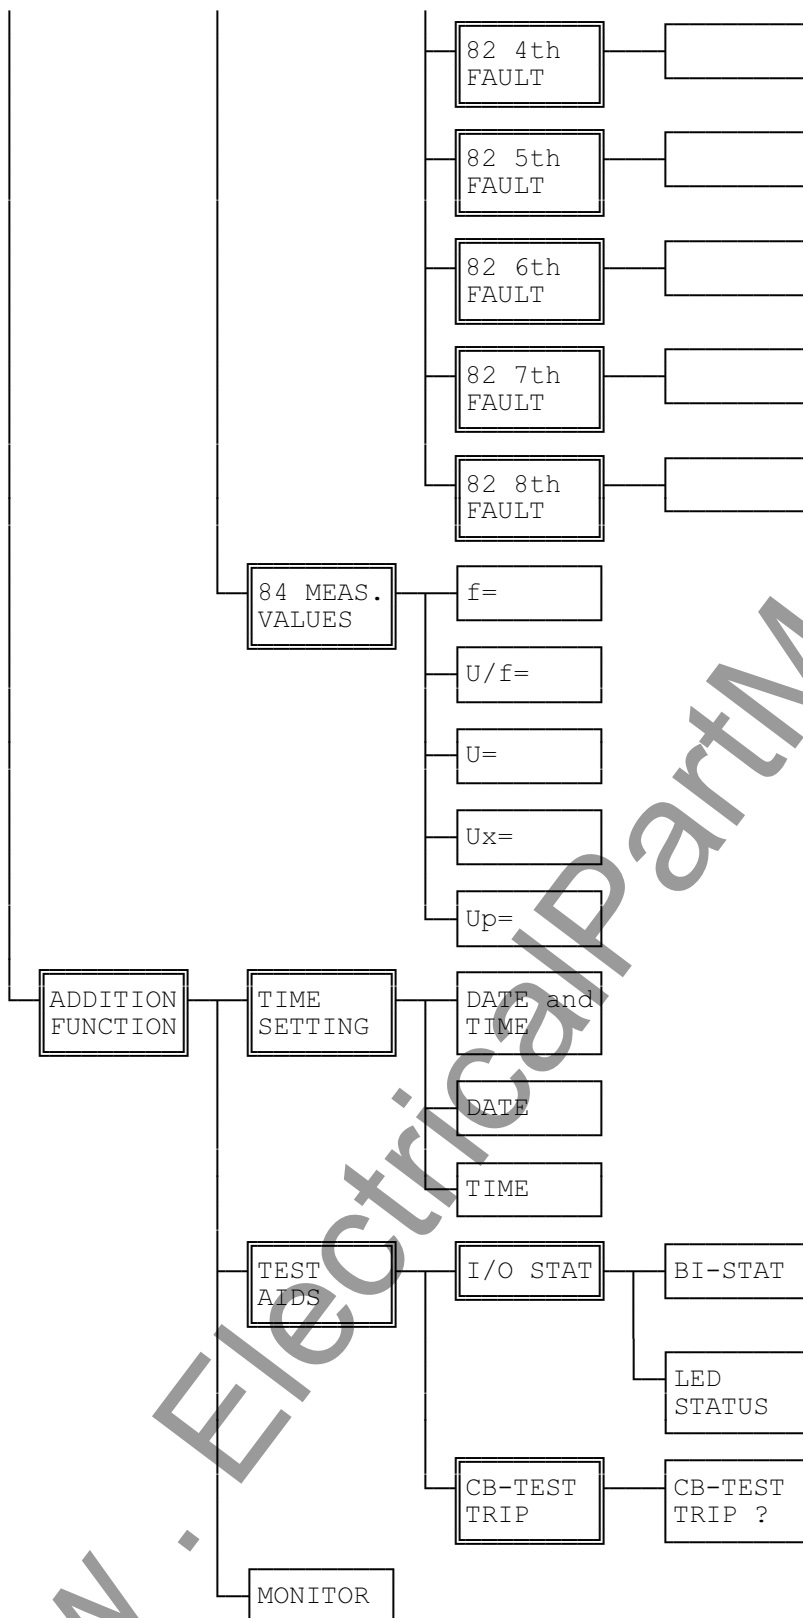 82 4th
FAULT
82 5th
FAULT
82 6th
FAULT
82 7th
FAULT
82 8th
FAULT
84 MEAS.
VALUES
f=
U/f=
U=
Ux=
Up=
ADDITION
FUNCTION
TIME
SETTING
DATE and
TIME
DATE
TIME
TEST
AIDS
I/O STAT
BI-STAT
LED
STATUS
CB-TEST
TRIP
CB-TEST
TRIP ?
MONITOR
w . ElectricalPartM